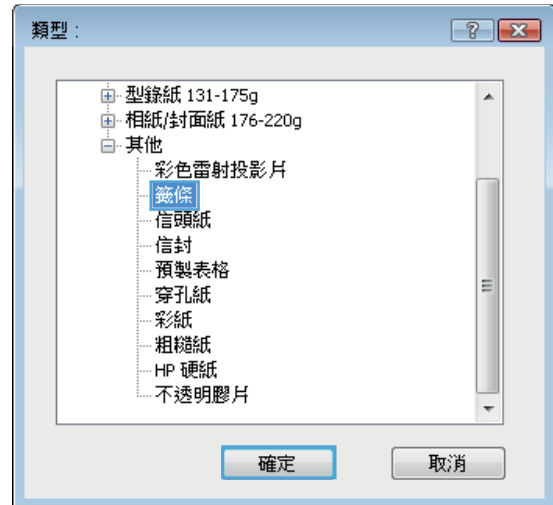 類型：
型錄紙 131-175g
相紙/封面紙 176-220g
其他
彩色雷射投影片
籤條
信頭紙
信封
預製表格
穿孔紙
彩紙
粗糙紙
HP 硬紙
不透明膠片
確定
取消